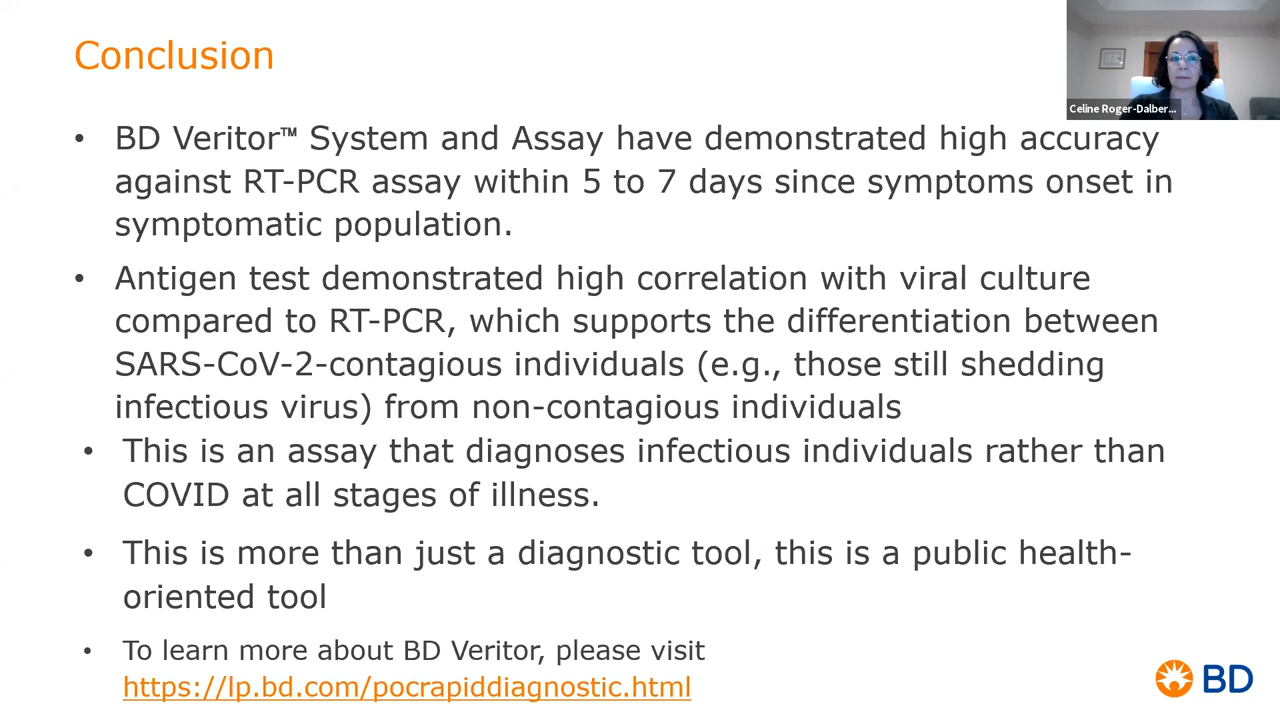 Conclusion
Celine Roger-Dalber...
• BD Veritor™ System and Assay have demonstrated high accuracy
against RT-PCR assay within 5 to 7 days since symptoms onset in
symptomatic population.
• Antigen test demonstrated high correlation with viral culture
compared to RT-PCR, which supports the differentiation between
SARS-CoV-2-contagious individuals (e.g., those still shedding
infectious virus) from non-contagious individuals
• This is an assay that diagnoses infectious individuals rather than
COVID at all stages of illness.
• This is more than just a diagnostic tool, this is a public health-
oriented tool
• To learn more about BD Veritor, please visit
https://lp.bd.com/pocrapiddiagnostic.html
BD